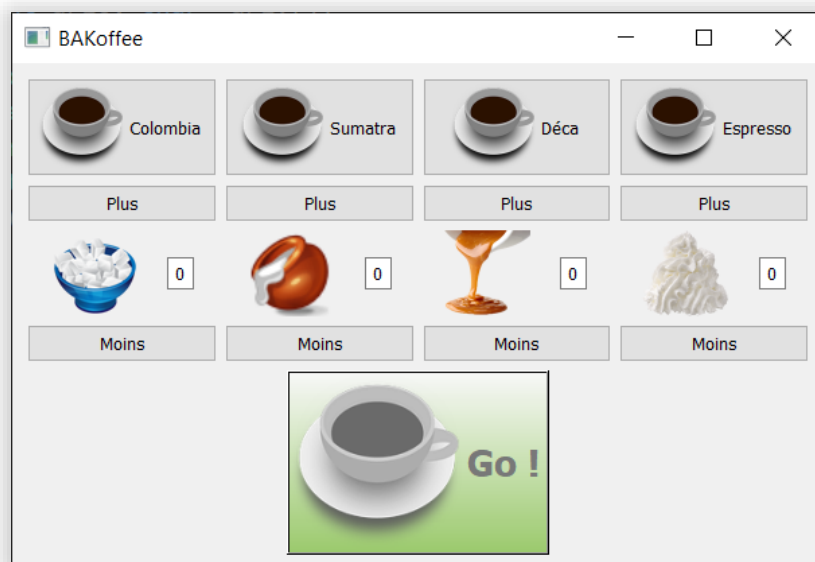 BAKoffee
Colombia Sumatra Déca Espresso
Plus Plus Plus Plus
0 0 0 0
Moins Moins Moins Moins
Go !